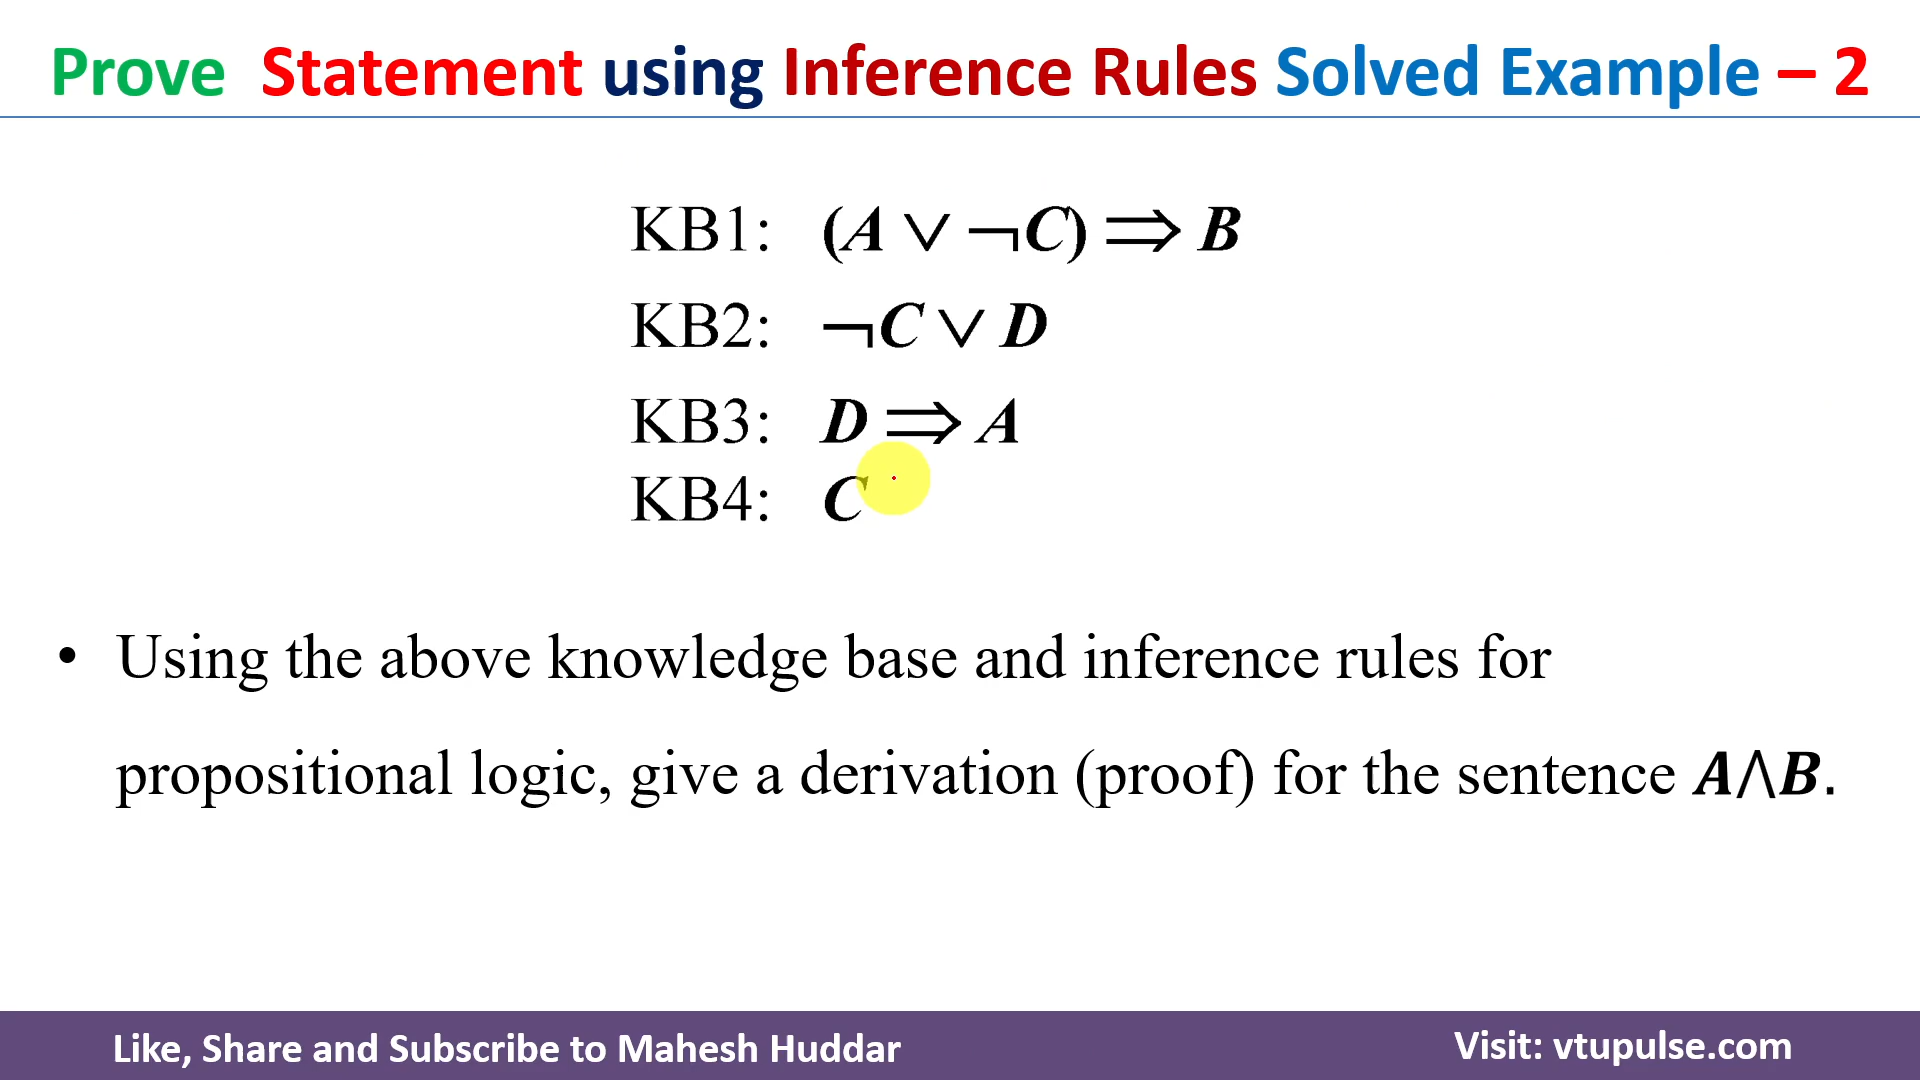 Prove Statement using Inference Rules Solved Example – 2
KB1: (A ∨ ¬C) ⇒ B
KB2: ¬C ∨ D
KB3: D ⇒ A
KB4: C
• Using the above knowledge base and inference rules for
propositional logic, give a derivation (proof) for the sentence A⋀B.
Like, Share and Subscribe to Mahesh Huddar
Visit: vtupulse.com